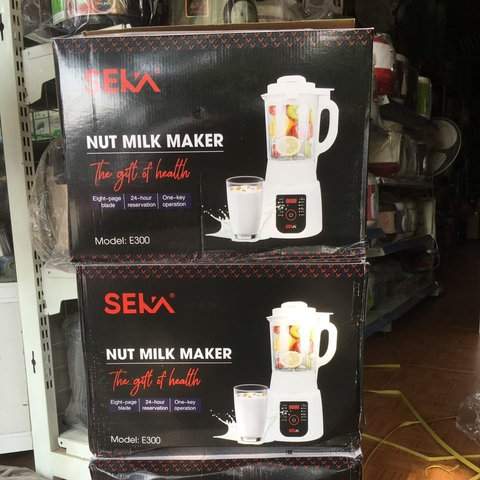 SEKA
NUT MILK MAKER
The gift of health
Eight-page blade
24-hour reservation
One-key operation
Model: E300
SEKA
SEKA®
NUT MILK MAKER
The gift of health
Eight-page blade
24-hour reservation
One-key operation
Model: E300
SEKA